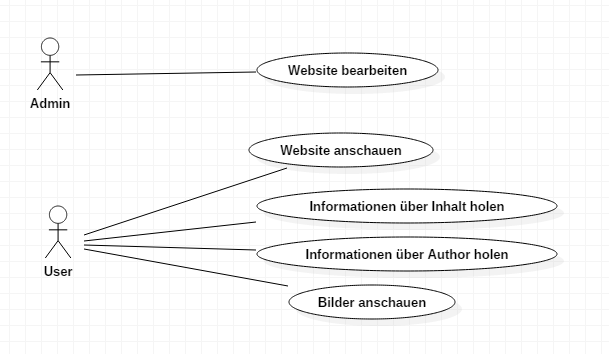 Website bearbeiten
Admin
Website anschauen
Informationen über Inhalt holen
Informationen über Author holen
User
Bilder anschauen